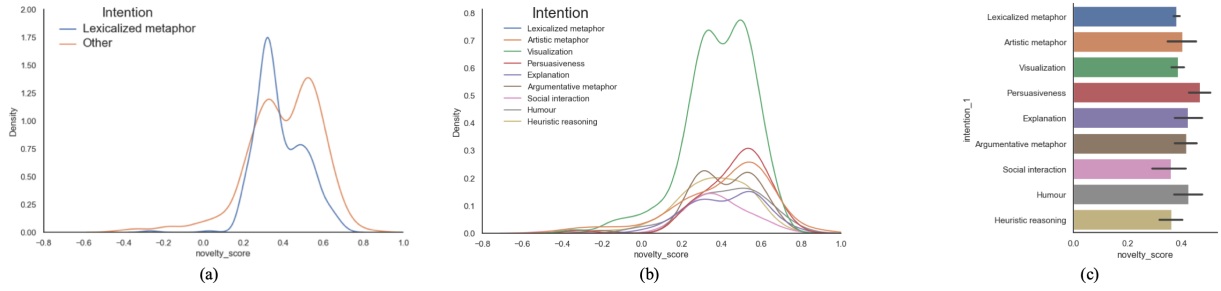 Intention
Lexicalized metaphor
Other
2.00
1.75
1.50
1.25
1.00
0.75
0.50
0.25
0.00
Density
−0.8 −0.6 −0.4 −0.2 0.0 0.2 0.4 0.6 0.8 1.0
novelty_score
(a)
Intention
Lexicalized metaphor
Artistic metaphor
Visualization
Persuasiveness
Explanation
Argumentative metaphor
Social interaction
Humour
Heuristic reasoning
0.8
0.7
0.6
0.5
0.4
0.3
0.2
0.1
0.0
Density
−0.8 −0.6 −0.4 −0.2 0.0 0.2 0.4 0.6 0.8 1.0
novelty_score
(b)
intention_1
Lexicalized metaphor
Artistic metaphor
Visualization
Persuasiveness
Explanation
Argumentative metaphor
Social interaction
Humour
Heuristic reasoning
0.0 0.2 0.4
novelty_score
(c)